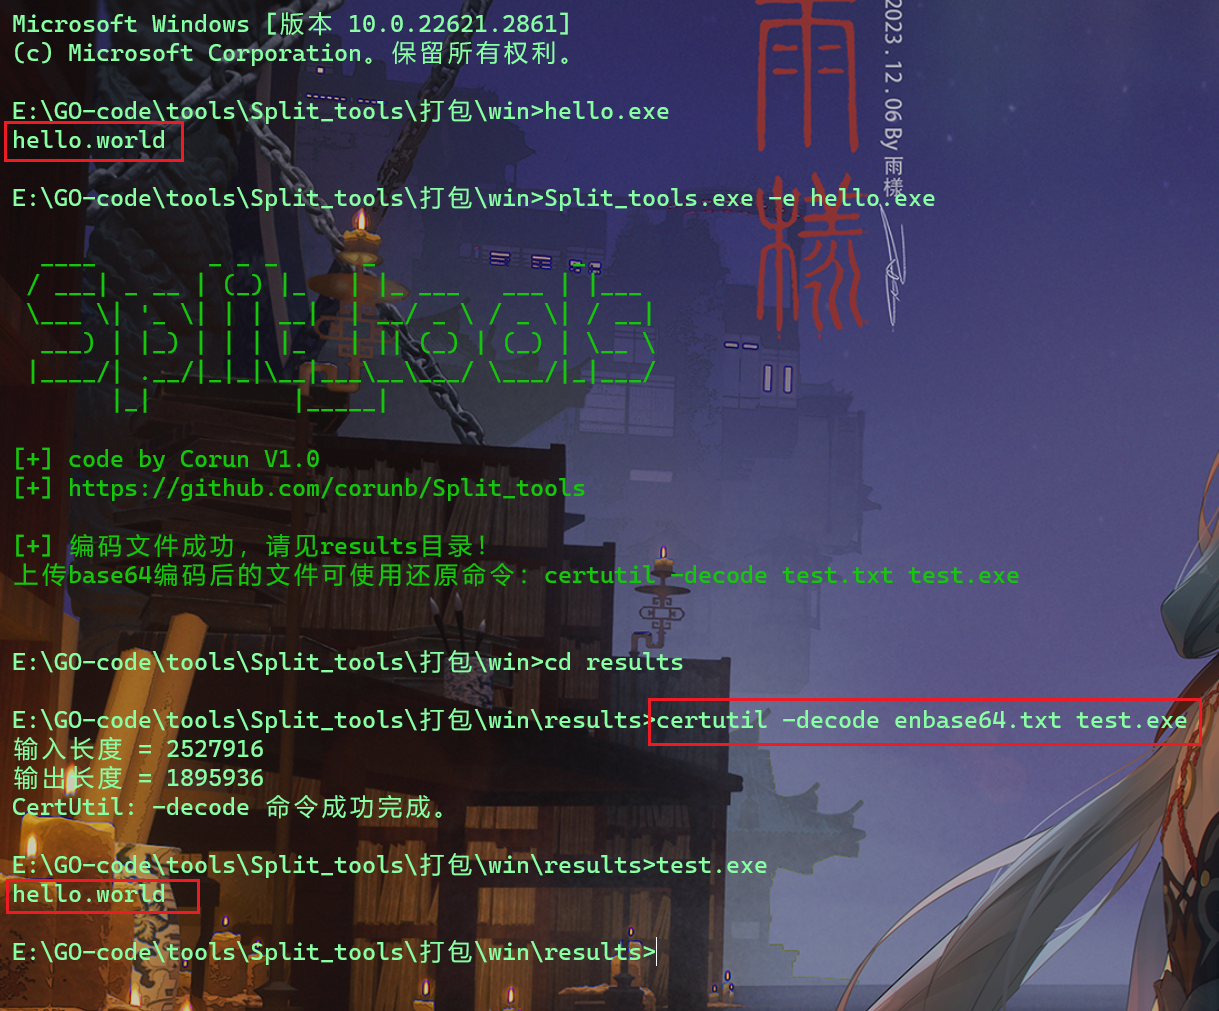 Microsoft Windows [版本 10.0.22621.2861]
(c) Microsoft Corporation。保留所有权利。
E:\GO-code\tools\Split_tools\打包\win>hello.exe
hello.world
E:\GO-code\tools\Split_tools\打包\win>Split_tools.exe -e hello.exe
Split_tools
[+] code by Corun V1.0
[+] https://github.com/corunb/Split_tools
[+] 编码文件成功，请见results目录！
上传base64编码后的文件可使用还原命令：certutil -decode test.txt test.exe
E:\GO-code\tools\Split_tools\打包\win>cd results
E:\GO-code\tools\Split_tools\打包\win\results>certutil -decode enbase64.txt test.exe
输入长度 = 2527916
输出长度 = 1895936
CertUtil: -decode 命令成功完成。
E:\GO-code\tools\Split_tools\打包\win\results>test.exe
hello.world
E:\GO-code\tools\Split_tools\打包\win\results>
雨樣
2023.12.06 By 雨樣